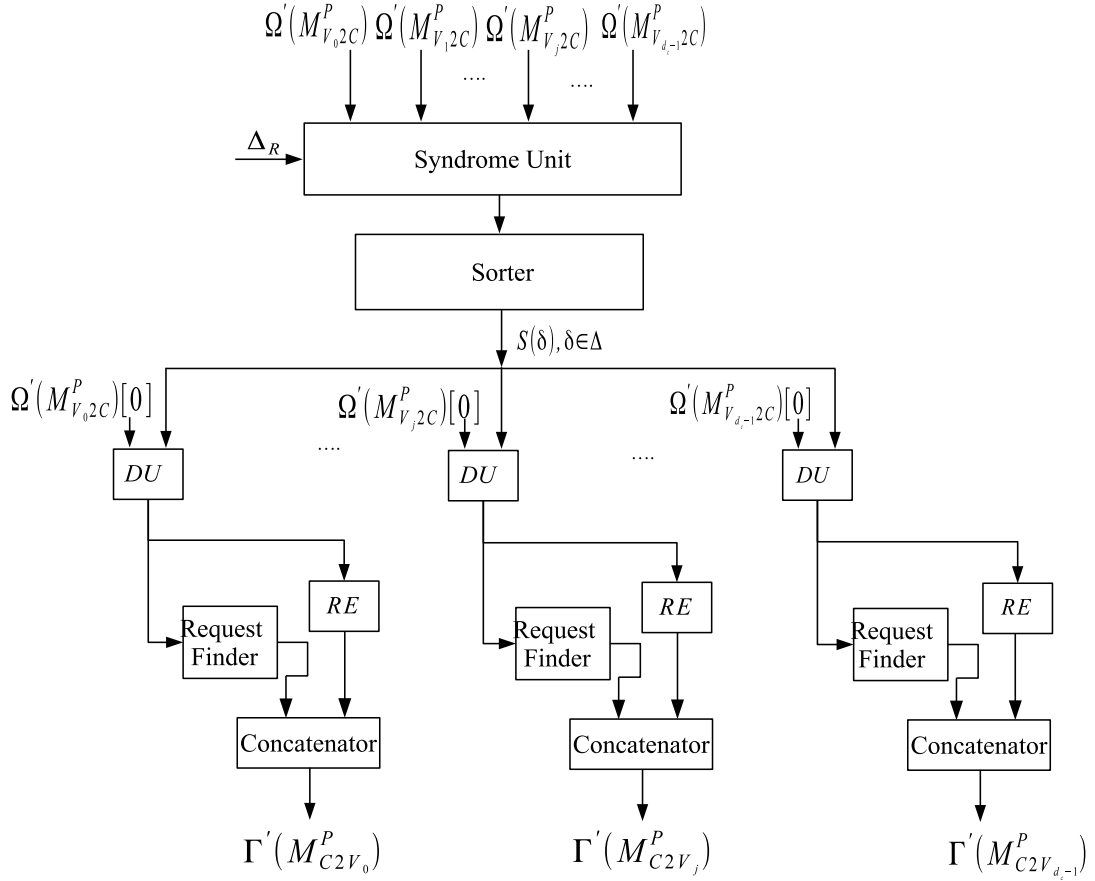 Ω'(M^P_{V_0 2C}) Ω'(M^P_{V_1 2C}) Ω'(M^P_{V_j 2C}) Ω'(M^P_{V_{d_c-1} 2C})
.... ....
Δ_R
Syndrome Unit
Sorter
S(δ), δ∈Δ
Ω'(M^P_{V_0 2C})[0] Ω'(M^P_{V_j 2C})[0] Ω'(M^P_{V_{d_c-1} 2C})[0]
.... ....
DU DU DU
RE RE RE
Request Finder
Request Finder
Request Finder
Concatenator Concatenator Concatenator
Γ'(M^P_{C2V_0}) Γ'(M^P_{C2V_j}) Γ'(M^P_{C2V_{d_c-1}})